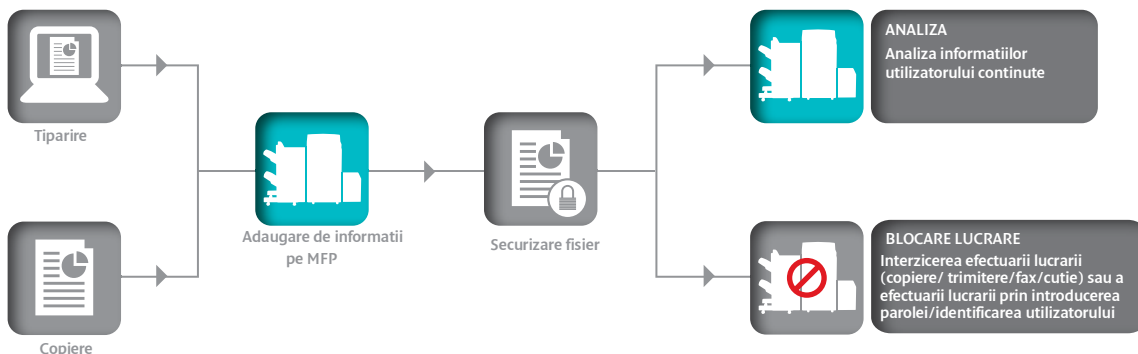 Tiparire
Copiere
Adaugare de informatii
pe MFP
Securizare fisier
ANALIZA
Analiza informatiilor
utilizatorului continute
BLOCARE LUCRARE
Interzicerea efectuarii lucrarii
(copiere/ trimitere/fax/cutie) sau a
efectuarii lucrarii prin introducerea
parolei/identificarea utilizatorului